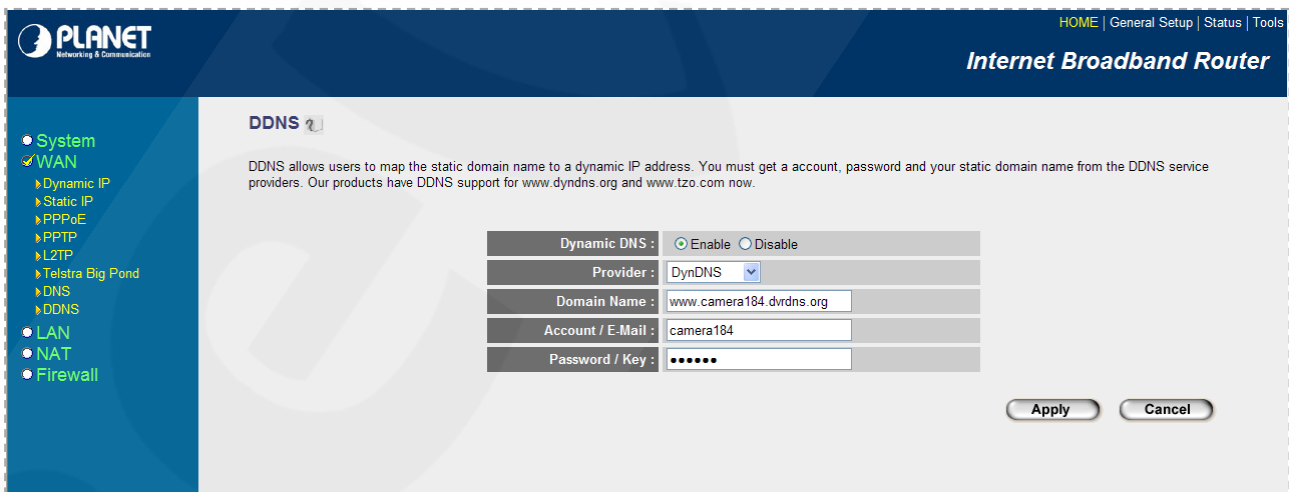 PLANET
Networking & Communication
HOME | General Setup | Status | Tools
Internet Broadband Router
System
WAN
Dynamic IP
Static IP
PPPoE
PPTP
L2TP
Telstra Big Pond
DNS
DDNS
LAN
NAT
Firewall
DDNS
DDNS allows users to map the static domain name to a dynamic IP address. You must get a account, password and your static domain name from the DDNS service
providers. Our products have DDNS support for www.dyndns.org and www.tzo.com now.
Dynamic DNS : Enable Disable
Provider : DynDNS
Domain Name : www.camera184.dvrdns.org
Account / E-Mail : camera184
Password / Key : ••••••
Apply Cancel